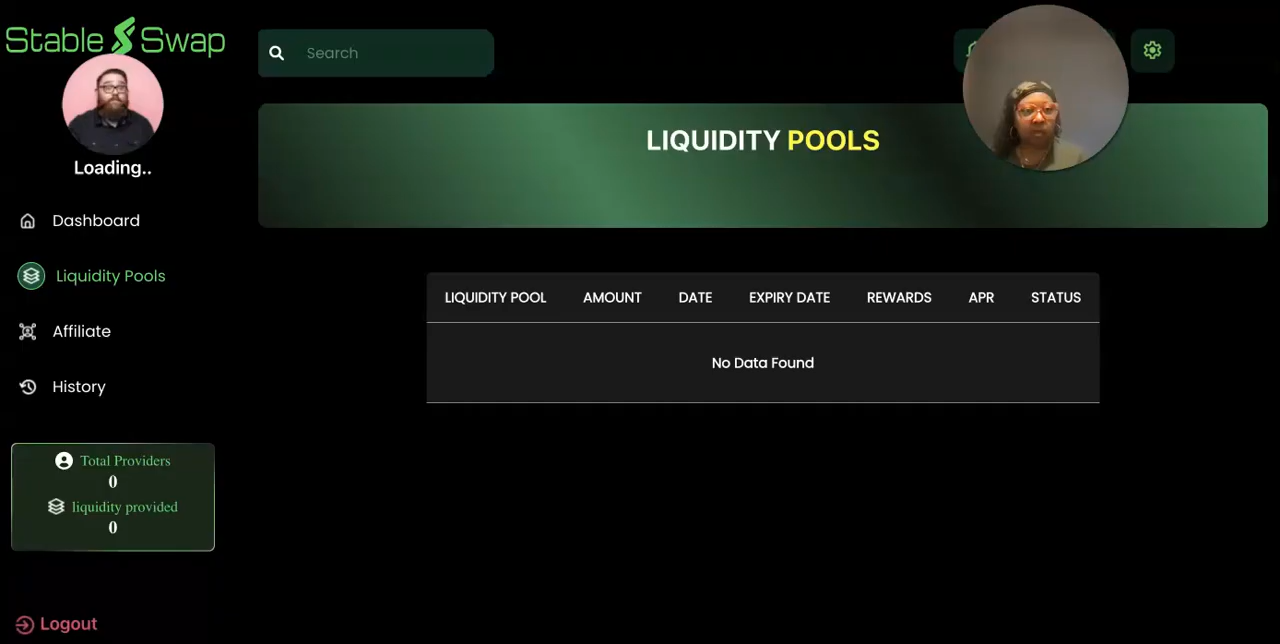 Stable Swap
Search
Loading..
LIQUIDITY POOLS
Dashboard
Liquidity Pools
Affiliate
History
LIQUIDITY POOL AMOUNT DATE EXPIRY DATE REWARDS APR STATUS
No Data Found
Total Providers
0
liquidity provided
0
Logout